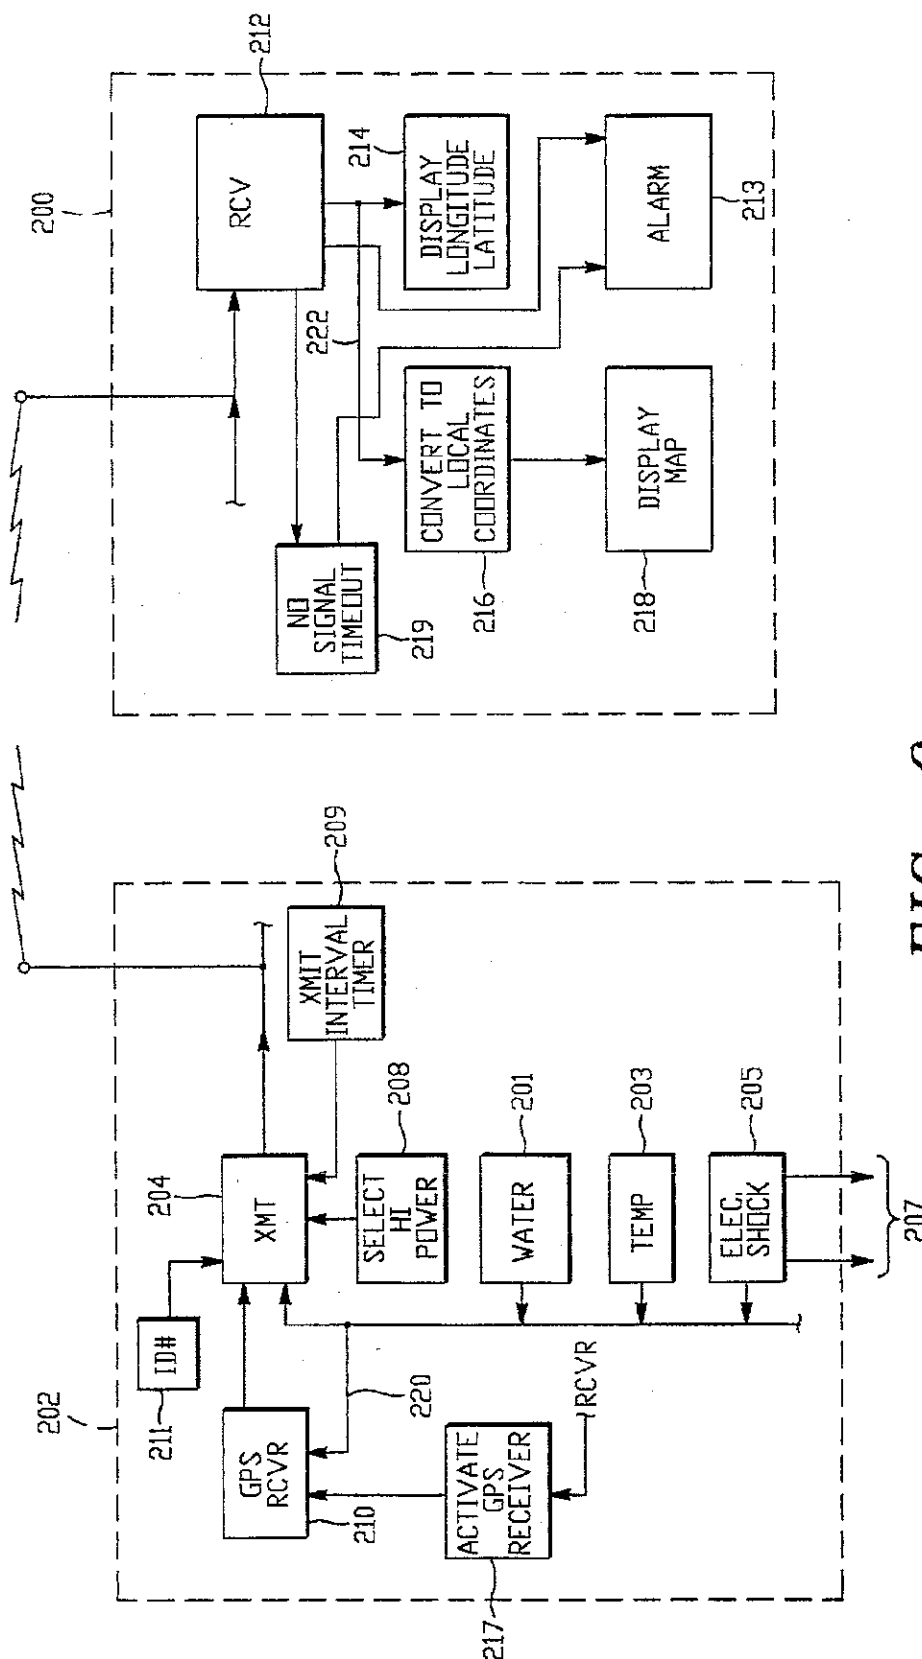 202
211
ID#
204
XMT
GPS
RCVR
210
220
XMIT
INTERVAL
TIMER
209
SELECT
HI
POWER
208
ACTIVATE
GPS
RECEIVER
217
RCVR
WATER
201
TEMP
203
ELEC.
SHOCK
205
207
200
RCV
212
NO
SIGNAL
TIMEOUT
219
222
DISPLAY
LONGITUDE
LATITUDE
214
CONVERT TO
LOCAL
COORDINATES
216
DISPLAY
MAP
218
ALARM
213